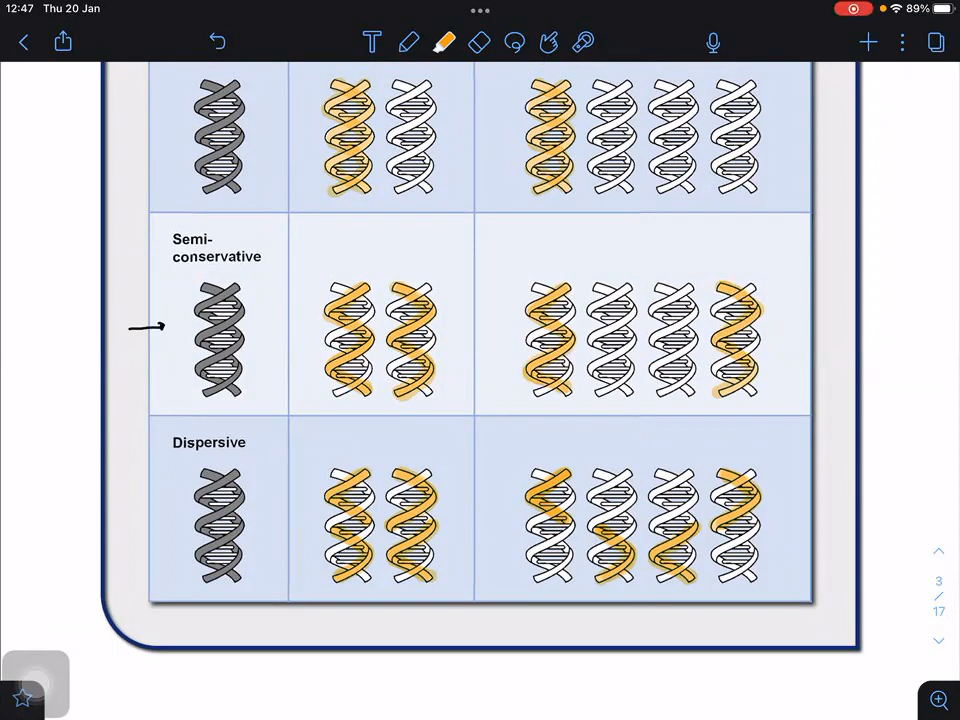 12:47 Thu 20 Jan
89%
T
Semi-
conservative
Dispersive
3
/
17